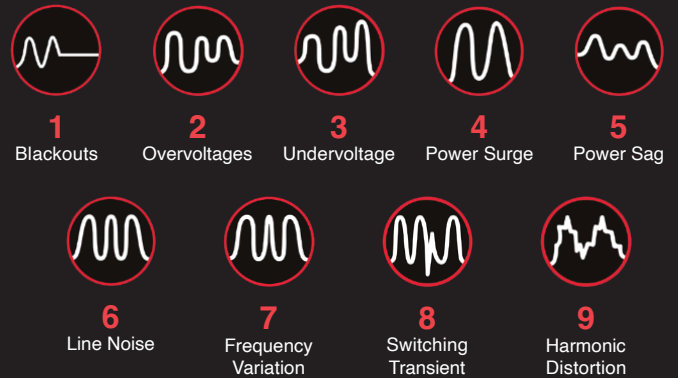 1
Blackouts
2
Overvoltages
3
Undervoltage
4
Power Surge
5
Power Sag
6
Line Noise
7
Frequency
Variation
8
Switching
Transient
9
Harmonic
Distortion